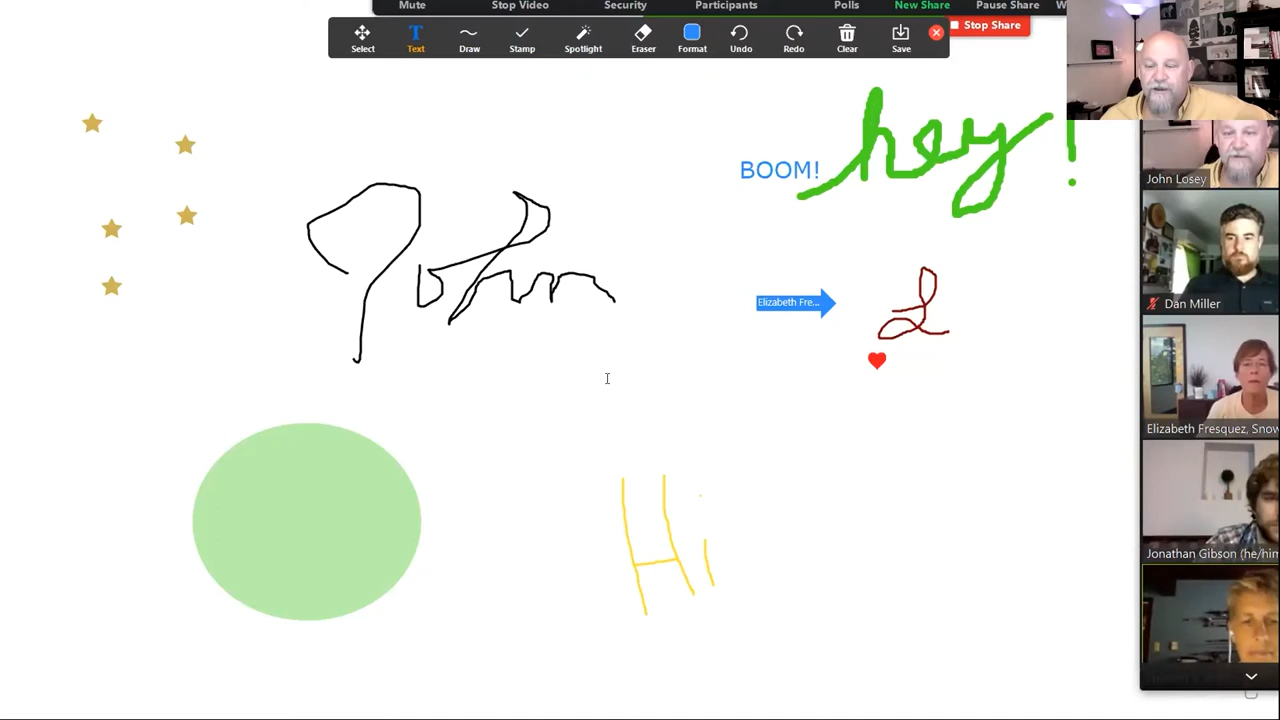 Mute Stop Video Security Participants Polls New Share Pause Share
Select Text Draw Stamp Spotlight Eraser Format Undo Redo Clear Save
Stop Share
BOOM!
hey!
John
Elizabeth Fre...
Hi
John Losey
Dan Miller
Elizabeth Fresquez, Snow
Jonathan Gibson (he/him